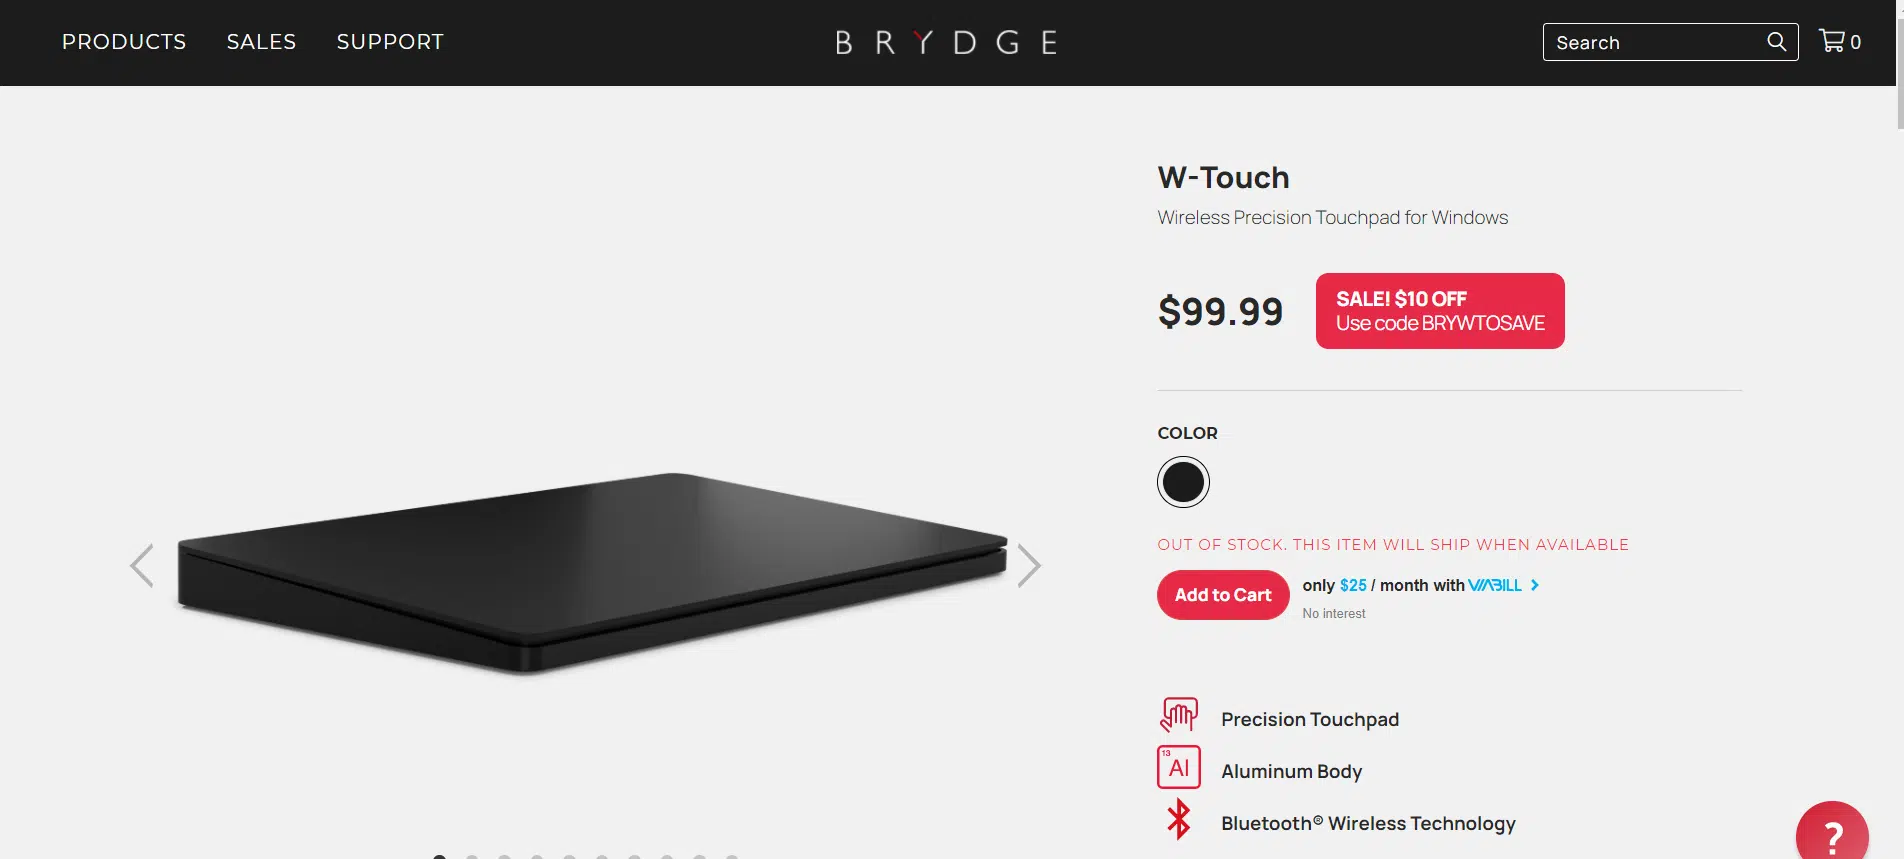 PRODUCTS SALES SUPPORT
BRYDGE
Search
0
W-Touch
Wireless Precision Touchpad for Windows
$99.99
SALE! $10 OFF
Use code BRYWTOSAVE
COLOR
OUT OF STOCK. THIS ITEM WILL SHIP WHEN AVAILABLE
Add to Cart
only $25 / month with VIABILL
No interest
Precision Touchpad
13
Al
Aluminum Body
Bluetooth® Wireless Technology
?